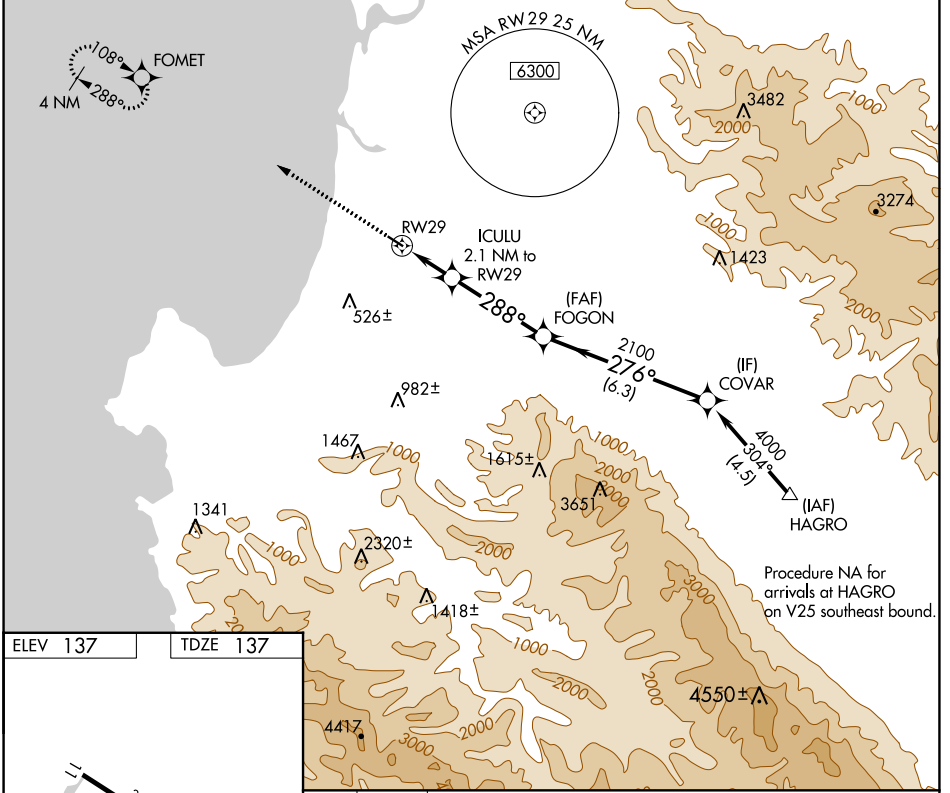 MSA RW29 25 NM
6300
108°
FOMET
4 NM
288°
3482
1000
2000
3274
1000
1423
2000
RW29
ICULU
2.1 NM to
RW29
288°
(FAF)
FOGON
526±
2100
276°
(6.3)
(IF)
COVAR
982±
4000
304°
(4.5)
(IAF)
HAGRO
1467
1000
1615±
1000
2000
3000
3651
1341
1000
2320±
2000
1418±
3000
Procedure NA for
arrivals at HAGRO
on V25 southeast bound.
1000
2000
2000
4550±
4417
2000
3000
ELEV 137
TDZE 137
11